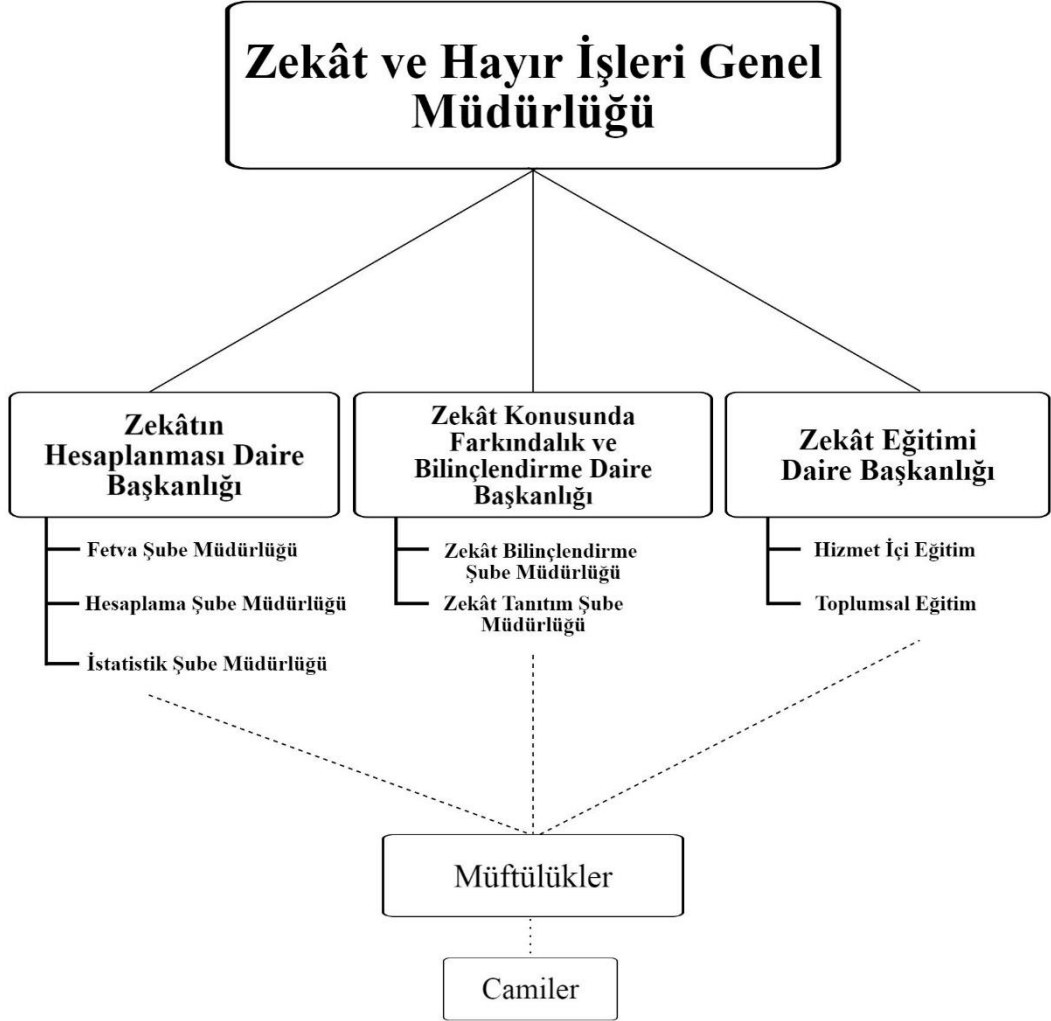 Zekât ve Hayır İşleri Genel
Müdürlüğü
Zekâtın
Hesaplanması Daire
Başkanlığı
Fetva Şube Müdürlüğü
Hesaplama Şube Müdürlüğü
İstatistik Şube Müdürlüğü
Zekât Konusunda
Farkındalık ve
Bilinçlendirme Daire
Başkanlığı
Zekât Bilinçlendirme
Şube Müdürlüğü
Zekât Tanıtım Şube
Müdürlüğü
Zekât Eğitimi
Daire Başkanlığı
Hizmet İçi Eğitim
Toplumsal Eğitim
Müftülükler
Camiler